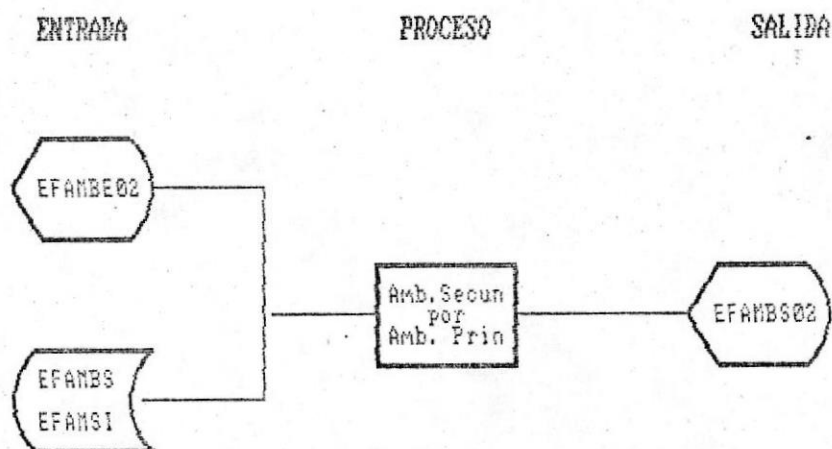 ENTRADA PROCESO SALIDA
EFAMBE02
Amb.Secun
por
Amb. Prin
EFAMBS02
EFAMBS
EFAMSI